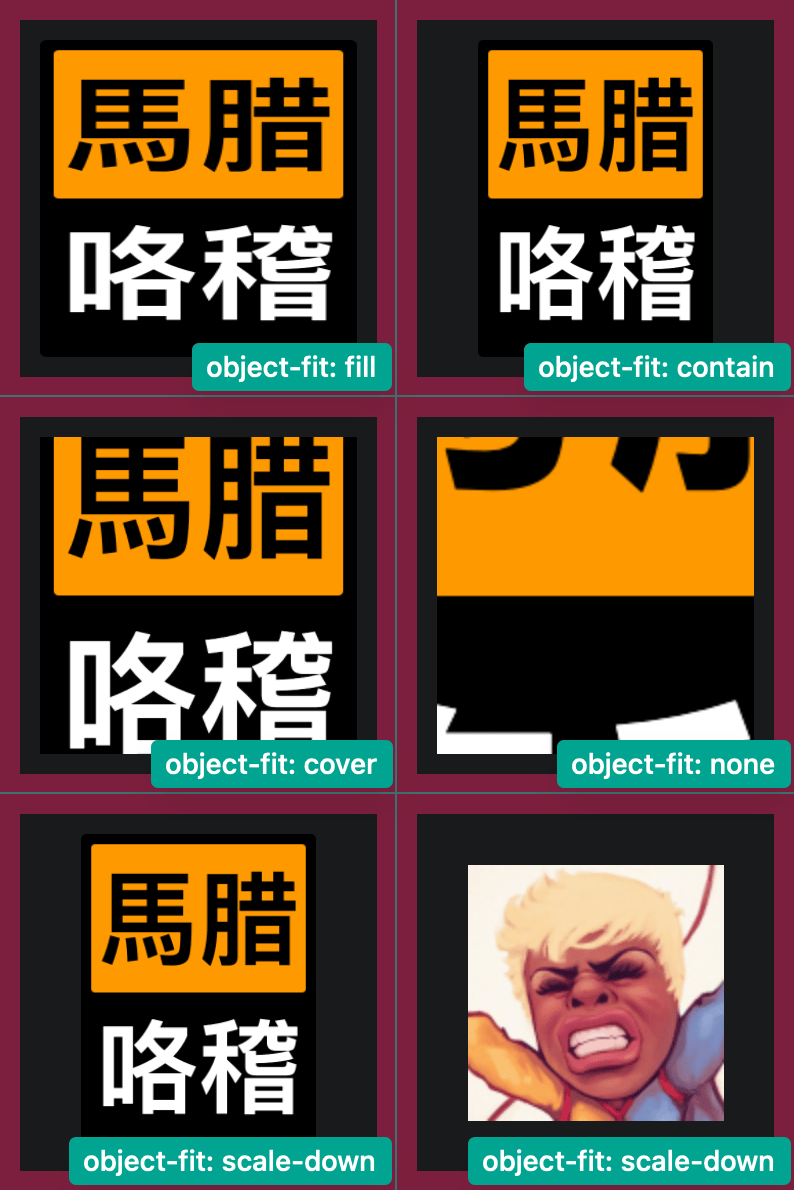 馬腊
咯稽
object-fit: fill
馬腊
咯稽
object-fit: contain
馬腊
咯稽
object-fit: cover
object-fit: none
馬腊
咯稽
object-fit: scale-down
object-fit: scale-down